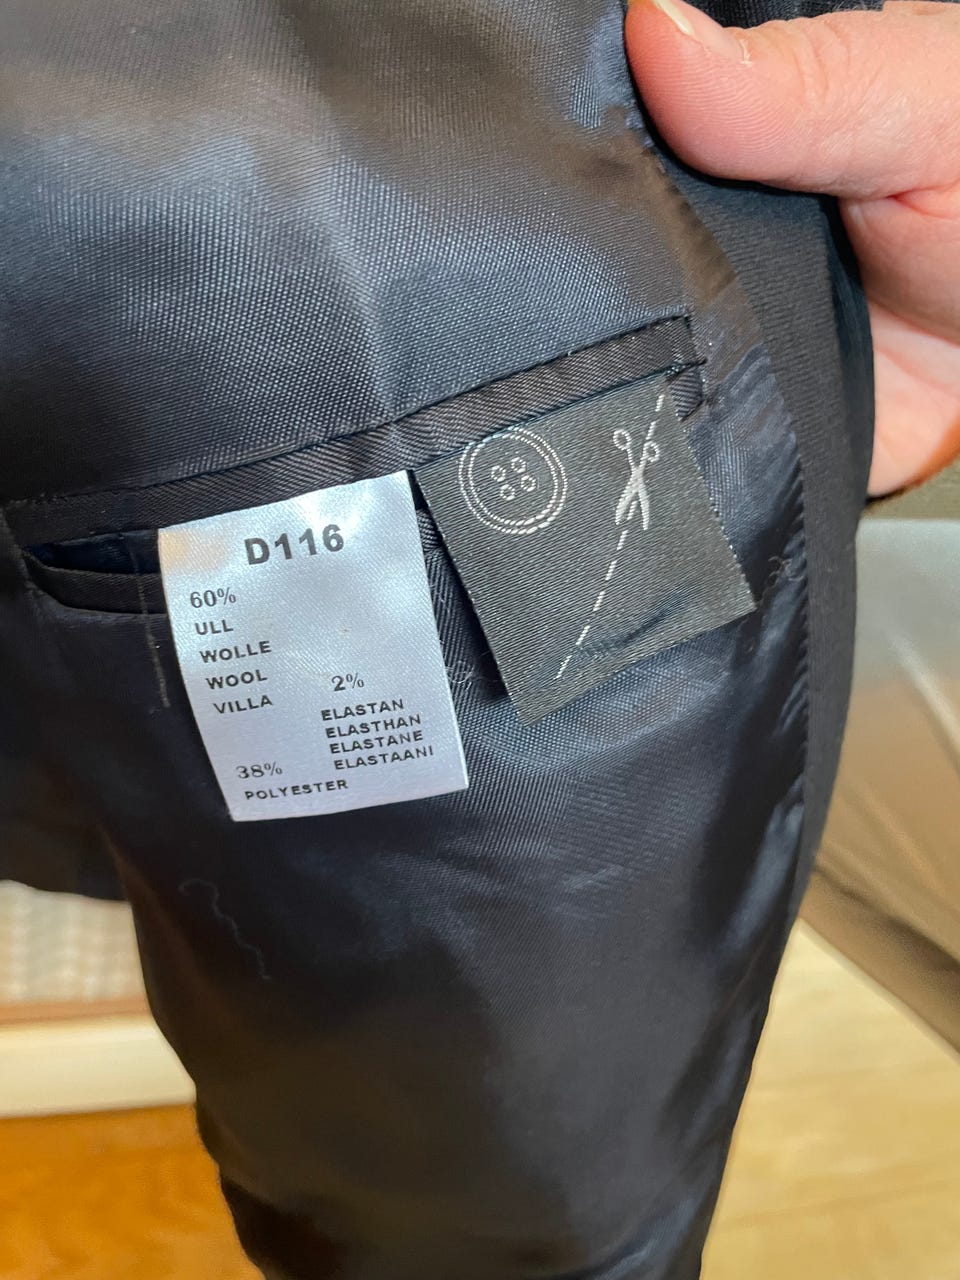 D116
60%
ULL
WOLLE
WOOL
VILLA
2%
ELASTAN
ELASTHAN
ELASTANE
ELASTAANI
38%
POLYESTER